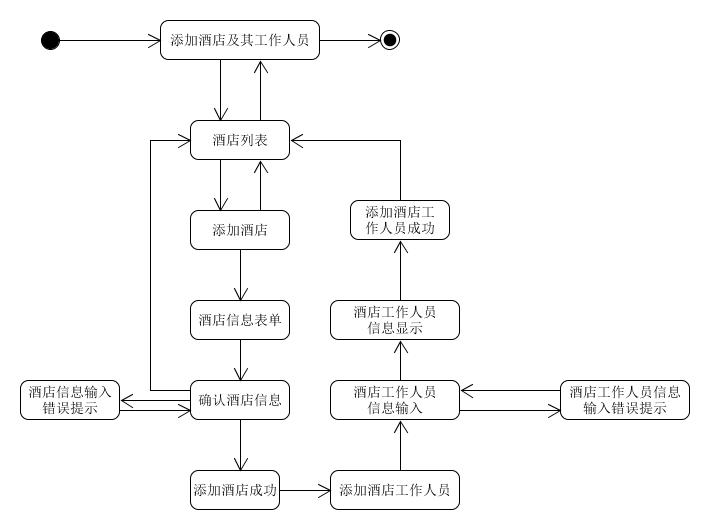 添加酒店及其工作人员
酒店列表
添加酒店
添加酒店工
作人员成功
酒店信息表单
酒店工作人员
信息显示
酒店信息输入
错误提示
确认酒店信息
酒店工作人员
信息输入
酒店工作人员信息
输入错误提示
添加酒店成功
添加酒店工作人员